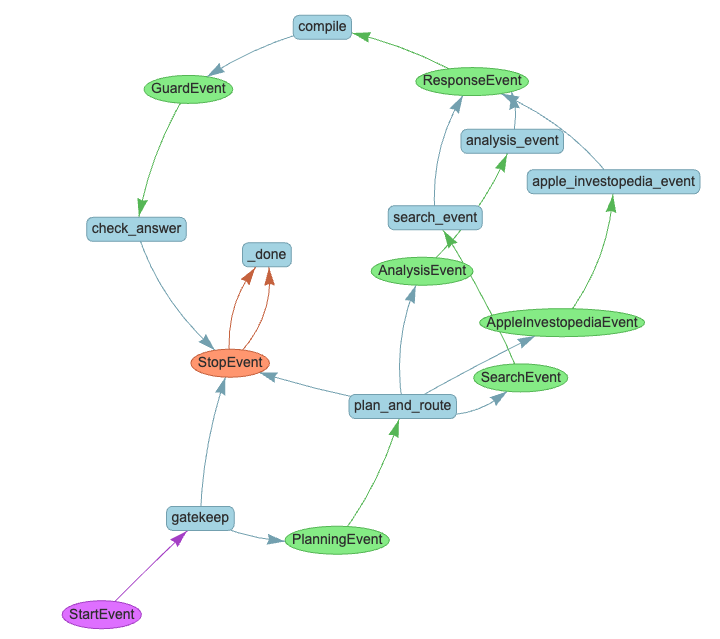 compile
ResponseEvent
GuardEvent
analysis_event
apple_investopedia_event
search_event
check_answer
_done
AnalysisEvent
AppleInvestopediaEvent
StopEvent
SearchEvent
plan_and_route
gatekeep
PlanningEvent
StartEvent